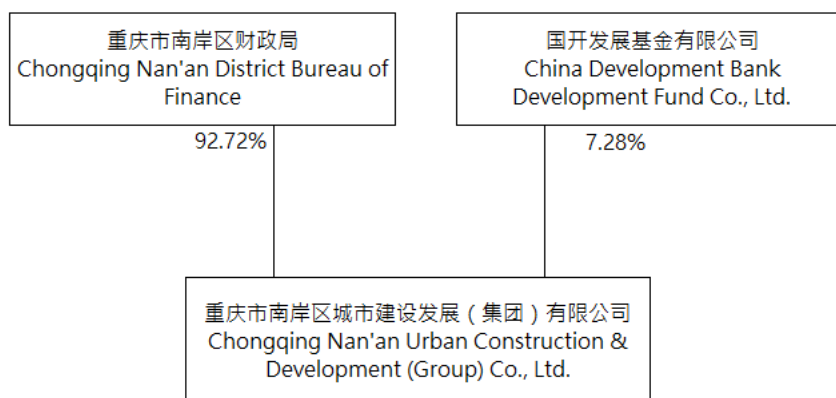 重庆市南岸区财政局
Chongqing Nan'an District Bureau of
Finance
国开发展基金有限公司
China Development Bank
Development Fund Co., Ltd.
92.72%
7.28%
重庆市南岸区城市建设发展（集团）有限公司
Chongqing Nan'an Urban Construction &
Development (Group) Co., Ltd.